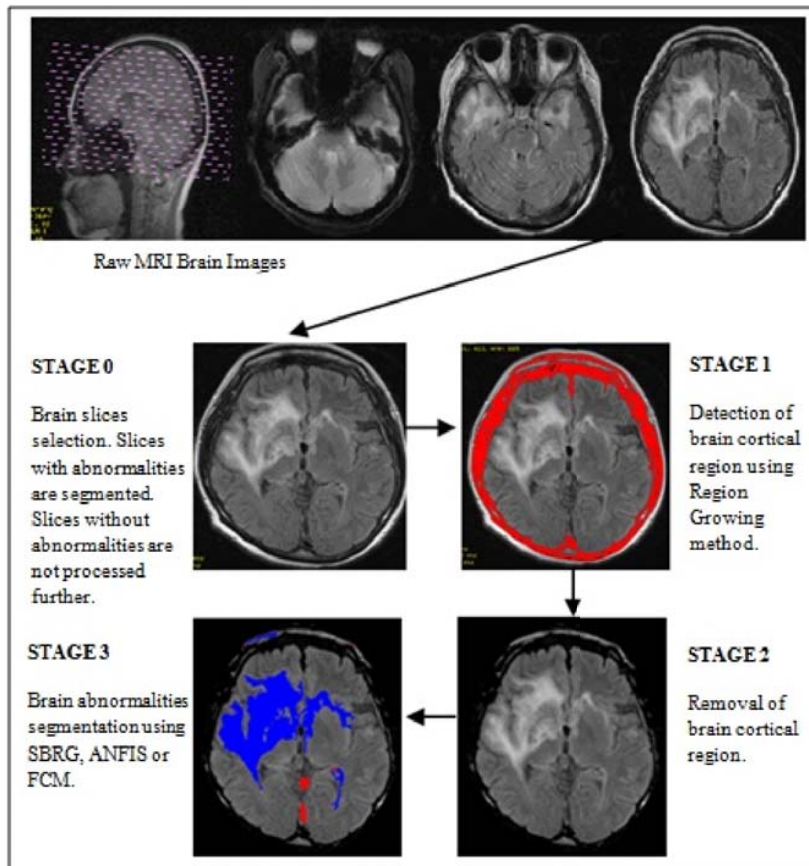 Raw MRI Brain Images
STAGE 0
Brain slices
selection. Slices
with abnormalities
are segmented.
Slices without
abnormalities are
not processed
further.
STAGE 1
Detection of
brain cortical
region using
Region
Growing
method.
STAGE 2
Removal of
brain cortical
region.
STAGE 3
Brain abnormalities
segmentation using
SBRG, ANFIS or
FCM.